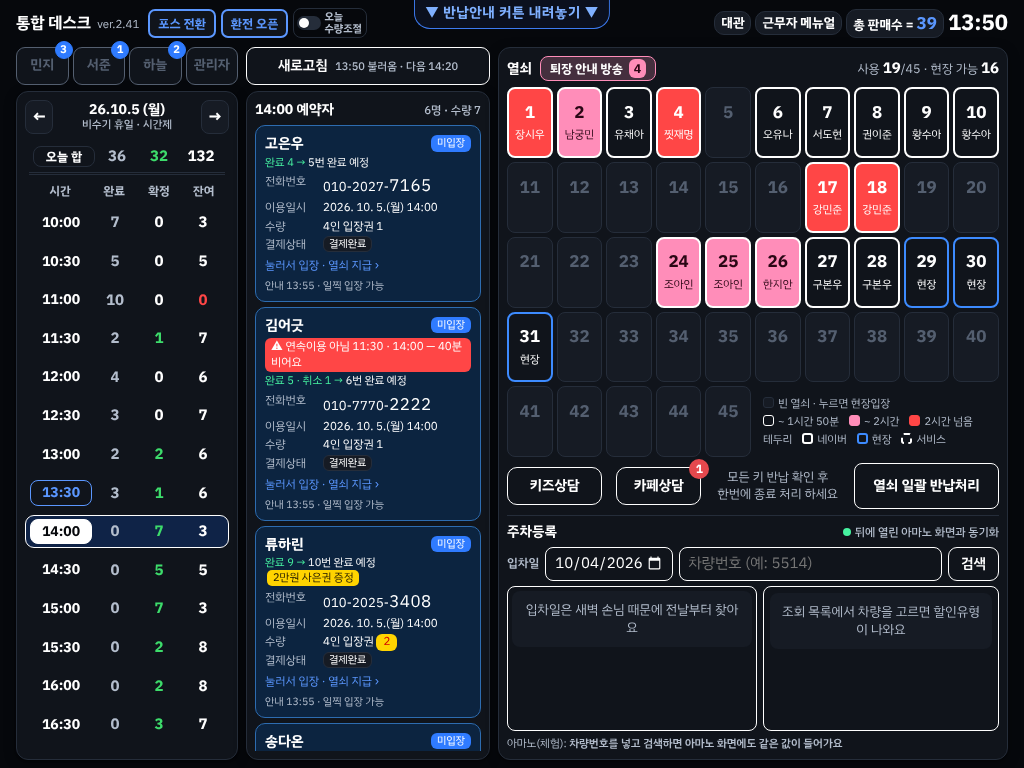 통합 데스크 ver.2.41 포스 전환 환전 오픈 오늘 수량조절
▼ 반납안내 커튼 내려놓기 ▼
대관 근무자 메뉴얼 총 판매수 = 39 13:50
민지 3 서준 1 하늘 2 관리자
← 26.10.5 (월) →
비수기 휴일 · 시간제
오늘 합 36 32 132
시간 완료 확정 잔여
10:00 7 0 3
10:30 5 0 5
11:00 10 0 0
11:30 2 1 7
12:00 4 0 6
12:30 3 0 7
13:00 2 2 6
13:30 3 1 6
14:00 0 7 3
14:30 0 5 5
15:00 0 7 3
15:30 0 2 8
16:00 0 2 8
16:30 0 3 7
새로고침 13:50 불러옴 · 다음 14:20
14:00 예약자 6명 · 수량 7
고은우 미입장
완료 4 → 5번 완료 예정
전화번호 010-2027-7165
이용일시 2026. 10. 5.(월) 14:00
수량 4인 입장권 1
결제상태 결제완료
눌러서 입장 · 열쇠 지급 ›
안내 13:55 · 일찍 입장 가능
김어긋 미입장
⚠ 연속이용 아님 11:30 · 14:00 — 40분
비어요
완료 5 · 취소 1 → 6번 완료 예정
전화번호 010-7770-2222
이용일시 2026. 10. 5.(월) 14:00
수량 4인 입장권 1
결제상태 결제완료
눌러서 입장 · 열쇠 지급 ›
안내 13:55 · 일찍 입장 가능
류하린 미입장
완료 9 → 10번 완료 예정
2만원 사은권 증정
전화번호 010-2025-3408
이용일시 2026. 10. 5.(월) 14:00
수량 4인 입장권 2
결제상태 결제완료
눌러서 입장 · 열쇠 지급 ›
안내 13:55 · 일찍 입장 가능
송다온 미입장
열쇠 퇴장 안내 방송 4 사용 19/45 · 현장 가능 16
1 2 3 4 5 6 7 8 9 10
장시우 남궁민 유채아 찟재명 오유나 서도현 권이준 황수아 황수아
11 12 13 14 15 16 17 18 19 20
강민준 강민준
21 22 23 24 25 26 27 28 29 30
조아인 조아인 한지안 구본우 구본우 현장 현장
31 32 33 34 35 36 37 38 39 40
현장
41 42 43 44 45
빈 열쇠 · 누르면 현장입장
~ 1시간 50분 ~ 2시간 2시간 넘음
테두리 네이버 현장 서비스
키즈상담 카페상담 1
모든 키 반납 확인 후
한번에 종료 처리 하세요
열쇠 일괄 반납처리
주차등록 뒤에 열린 아마노 화면과 동기화
입차일 10/04/2026 차량번호 (예: 5514) 검색
입차일은 새벽 손님 때문에 전날부터 찾아
요
조회 목록에서 차량을 고르면 할인유형
이 나와요
아마노(체험): 차량번호를 넣고 검색하면 아마노 화면에도 같은 값이 들어가요